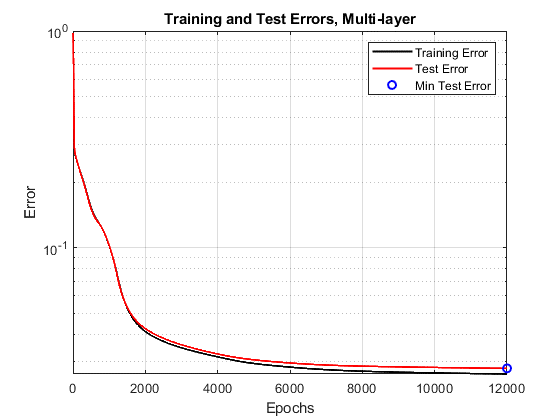 Training and Test Errors, Multi-layer
10^0
Training Error
Test Error
Min Test Error
Error
10^-1
0 2000 4000 6000 8000 10000 12000
Epochs